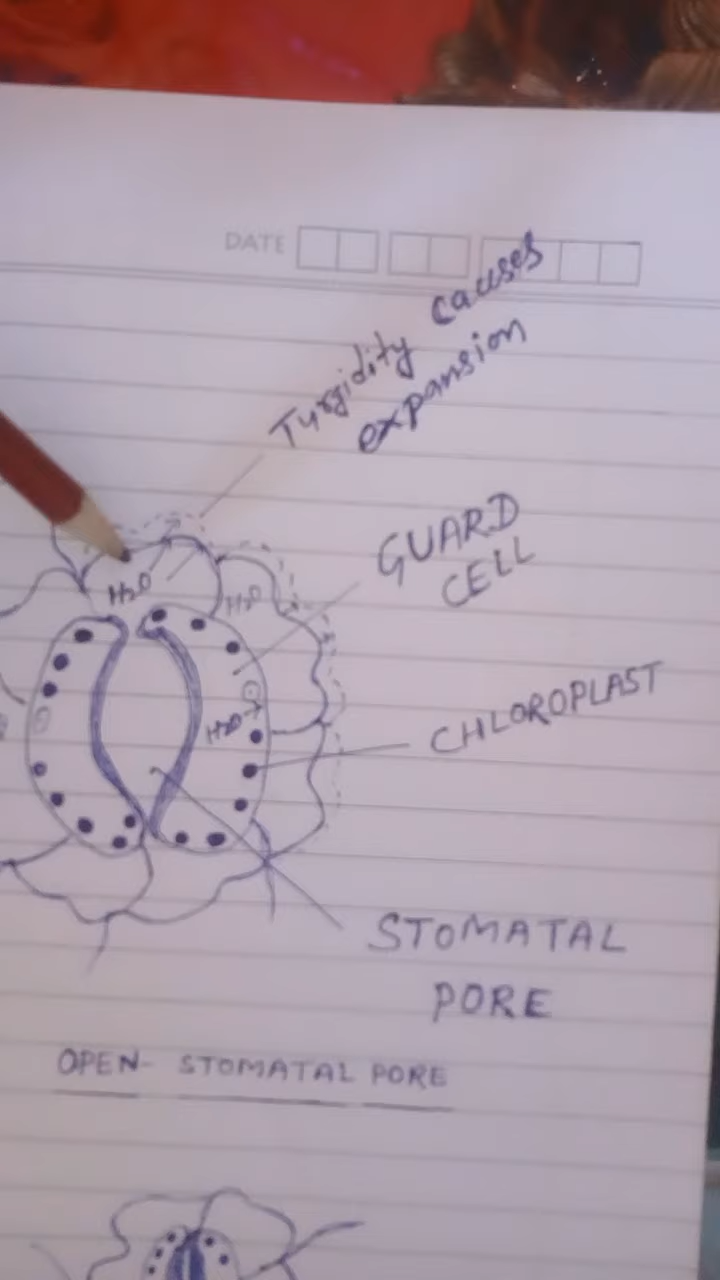 DATE
Turgidity causes
expansion
GUARD
CELL
H2O
H2O
H2O
CHLOROPLAST
STOMATAL
PORE
OPEN- STOMATAL PORE